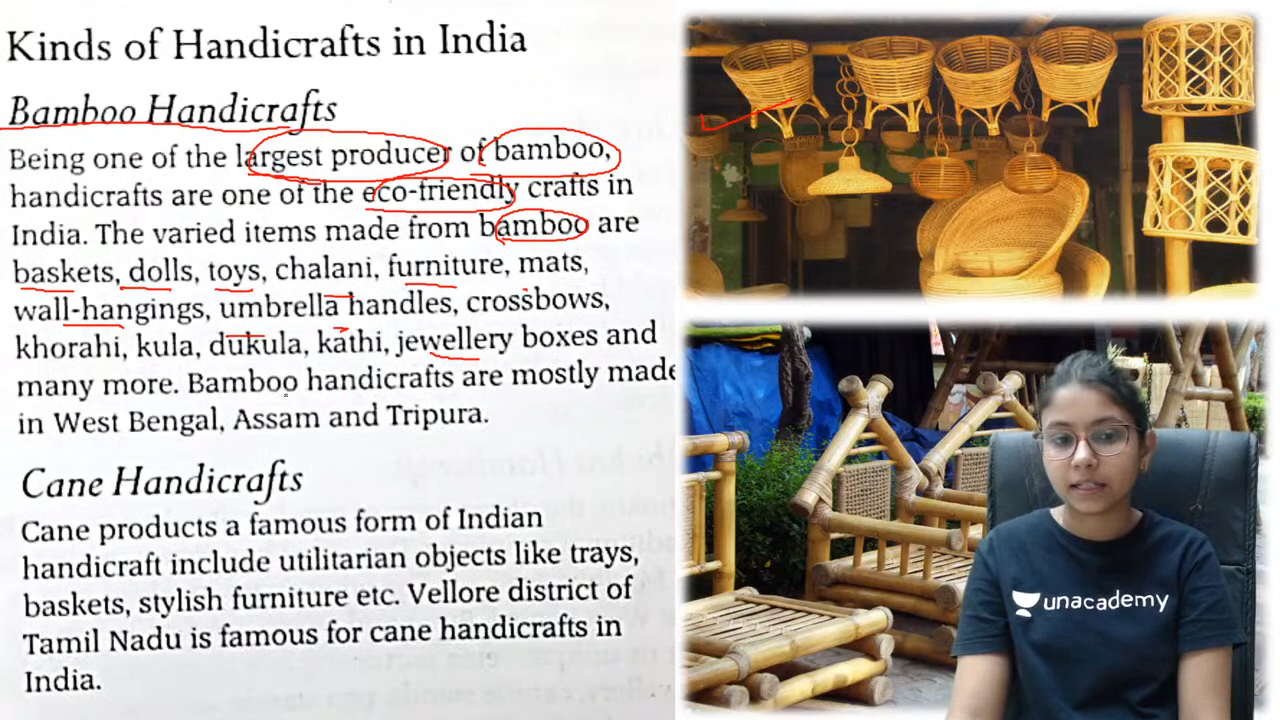 Kinds of Handicrafts in India
Bamboo Handicrafts
Being one of the largest producer of bamboo,
handicrafts are one of the eco-friendly crafts in
India. The varied items made from bamboo are
baskets, dolls, toys, chalani, furniture, mats,
wall-hangings, umbrella handles, crossbows,
khorahi, kula, dukula, kathi, jewellery boxes and
many more. Bamboo handicrafts are mostly made
in West Bengal, Assam and Tripura.
Cane Handicrafts
Cane products a famous form of Indian
handicraft include utilitarian objects like trays,
baskets, stylish furniture etc. Vellore district of
Tamil Nadu is famous for cane handicrafts in
India.
unacademy